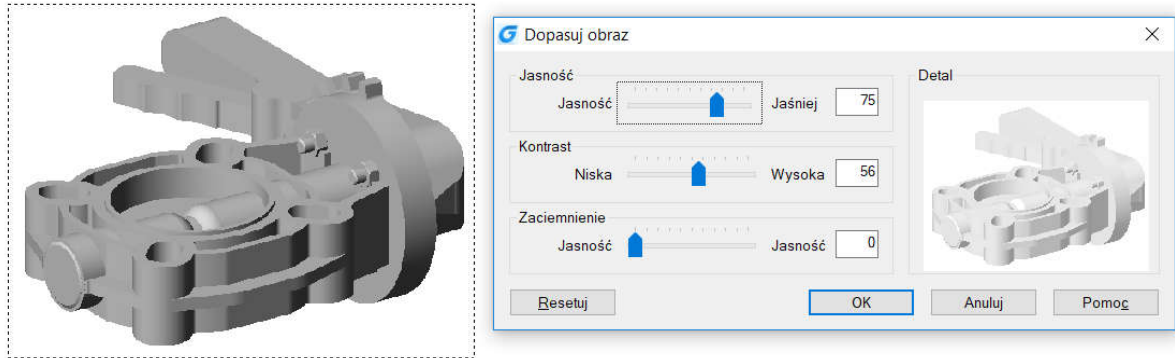 Dopasuj obraz
Jasność
Jasność Jaśniej 75
Kontrast
Niska Wysoka 56
Zaciemnienie
Jasność Jasność 0
Detal
Resetuj OK Anuluj Pomoc